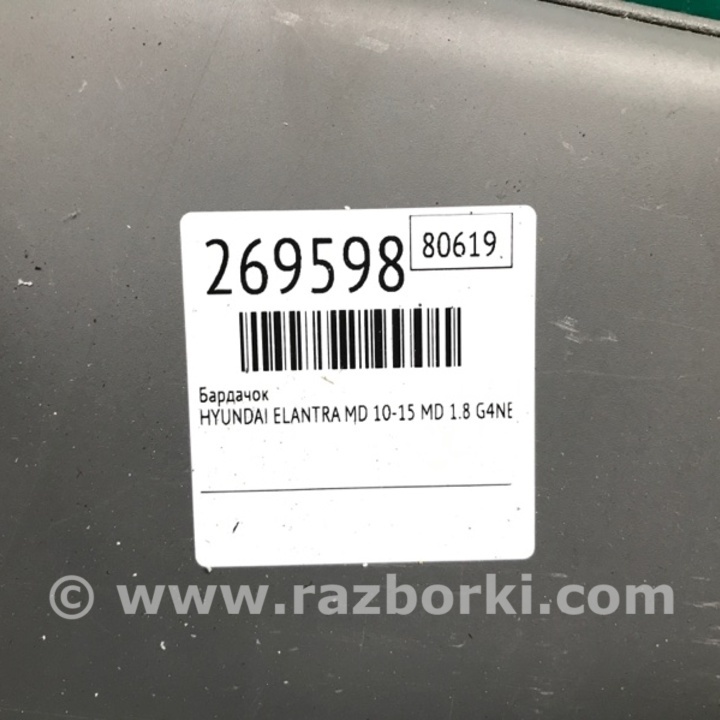 269598
80619
Бардачок
HYUNDAI ELANTRA MD 10-15 MD 1.8 G4NE
© www.razborki.com